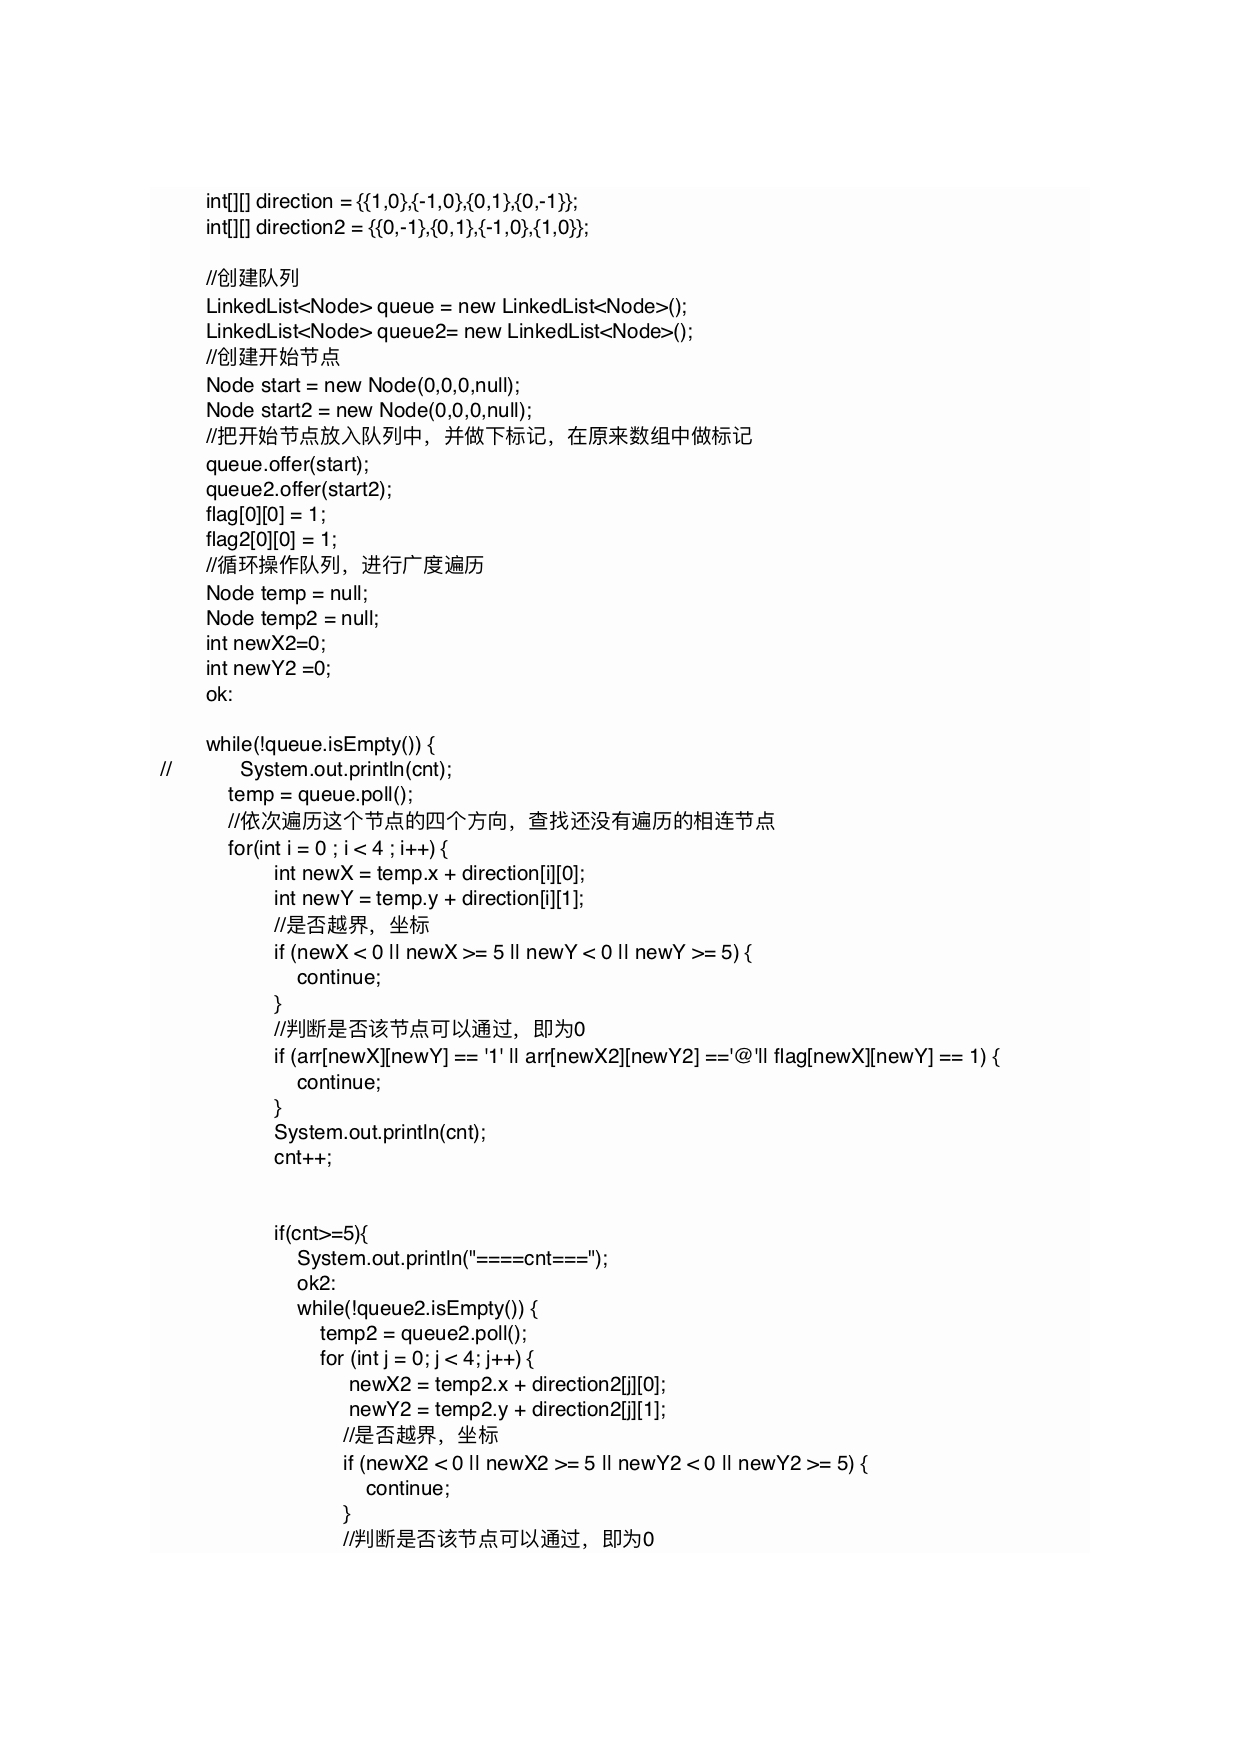 int[][] direction = {{1,0},{-1,0},{0,1},{0,-1}};
int[][] direction2 = {{0,-1},{0,1},{-1,0},{1,0}};
//创建队列
LinkedList<Node> queue = new LinkedList<Node>();
LinkedList<Node> queue2= new LinkedList<Node>();
//创建开始节点
Node start = new Node(0,0,0,null);
Node start2 = new Node(0,0,0,null);
//把开始节点放入队列中，并做下标记，在原来数组中做标记
queue.offer(start);
queue2.offer(start2);
flag[0][0] = 1;
flag2[0][0] = 1;
//循环操作队列，进行广度遍历
Node temp = null;
Node temp2 = null;
int newX2=0;
int newY2 =0;
ok:
while(!queue.isEmpty()) {
// System.out.println(cnt);
temp = queue.poll();
//依次遍历这个节点的四个方向，查找还没有遍历的相连节点
for(int i = 0 ; i < 4 ; i++) {
int newX = temp.x + direction[i][0];
int newY = temp.y + direction[i][1];
//是否越界，坐标
if (newX < 0 || newX >= 5 || newY < 0 || newY >= 5) {
continue;
}
//判断是否该节点可以通过，即为0
if (arr[newX][newY] == '1' || arr[newX2][newY2] =='@'|| flag[newX][newY] == 1) {
continue;
}
System.out.println(cnt);
cnt++;
if(cnt>=5){
System.out.println("====cnt===");
ok2:
while(!queue2.isEmpty()) {
temp2 = queue2.poll();
for (int j = 0; j < 4; j++) {
newX2 = temp2.x + direction2[j][0];
newY2 = temp2.y + direction2[j][1];
//是否越界，坐标
if (newX2 < 0 || newX2 >= 5 || newY2 < 0 || newY2 >= 5) {
continue;
}
//判断是否该节点可以通过，即为0